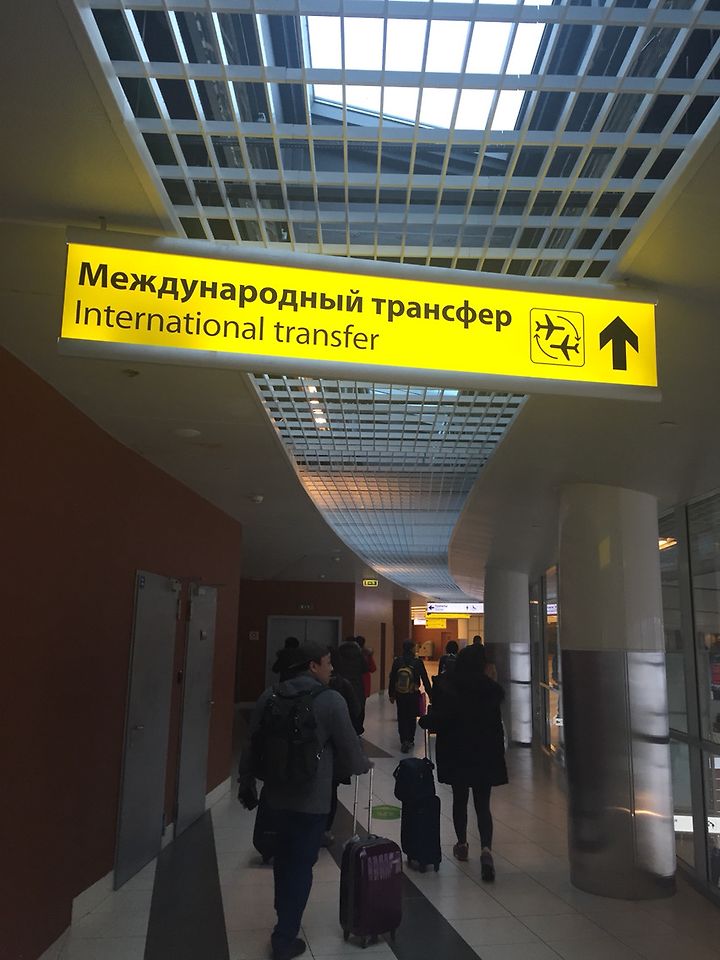 Международный трансфер
International transfer